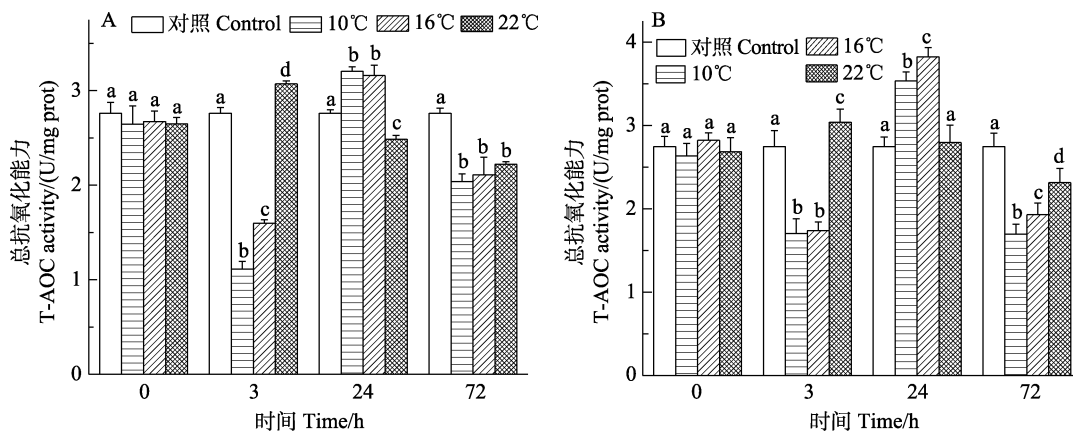 A
对照 Control 10℃ 16℃ 22℃
总抗氧化能力
T-AOC activity/(U/mg prot)
3
2
1
0
a a a a
a b c d
a b b c
a b b b
0 3 24 72
时间 Time/h
B
对照 Control 16℃
10℃ 22℃
总抗氧化能力
T-AOC activity/(U/mg prot)
4
3
2
1
0
a a a a
a b b a
a b c a
a b c d
0 3 24 72
时间 Time/h